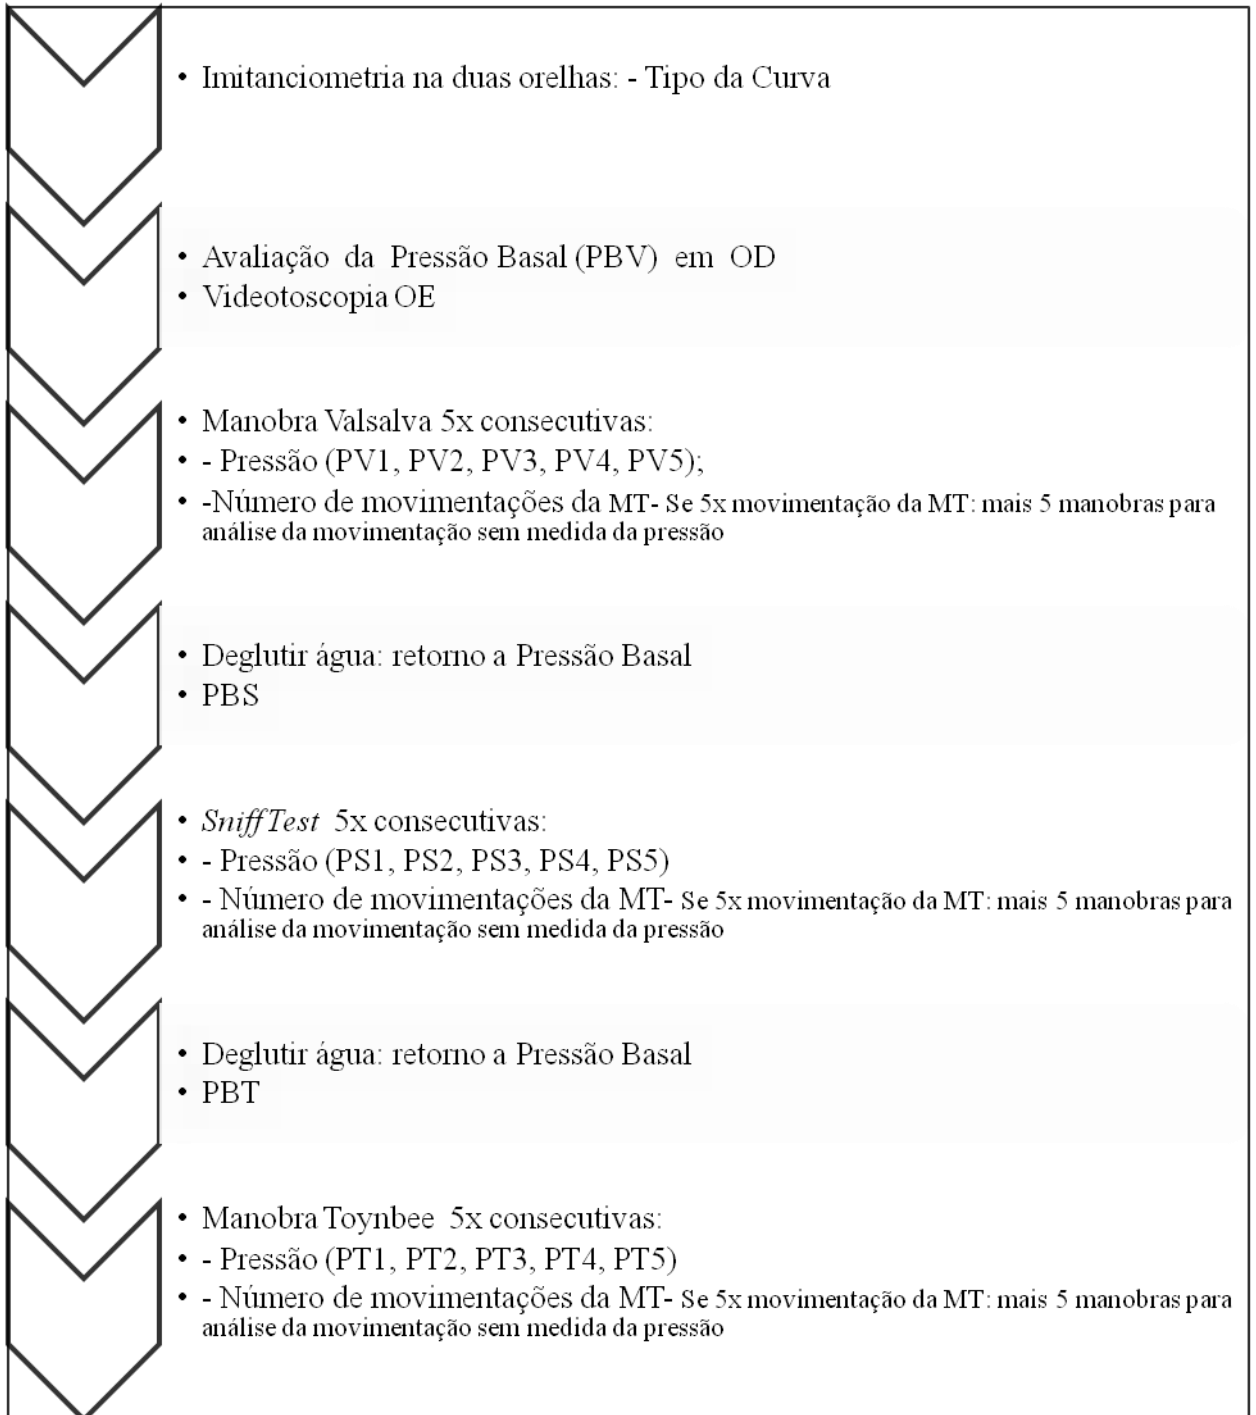 • Imitanciometria na duas orelhas: - Tipo da Curva
• Avaliação da Pressão Basal (PBV) em OD
• Videotoscopia OE
• Manobra Valsalva 5x consecutivas:
• - Pressão (PV1, PV2, PV3, PV4, PV5);
• -Número de movimentações da MT- Se 5x movimentação da MT: mais 5 manobras para
análise da movimentação sem medida da pressão
• Deglutir água: retorno a Pressão Basal
• PBS
• Sniff Test 5x consecutivas:
• - Pressão (PS1, PS2, PS3, PS4, PS5)
• - Número de movimentações da MT- Se 5x movimentação da MT: mais 5 manobras para
análise da movimentação sem medida da pressão
• Deglutir água: retorno a Pressão Basal
• PBT
• Manobra Toynbee 5x consecutivas:
• - Pressão (PT1, PT2, PT3, PT4, PT5)
• - Número de movimentações da MT- Se 5x movimentação da MT: mais 5 manobras para
análise da movimentação sem medida da pressão